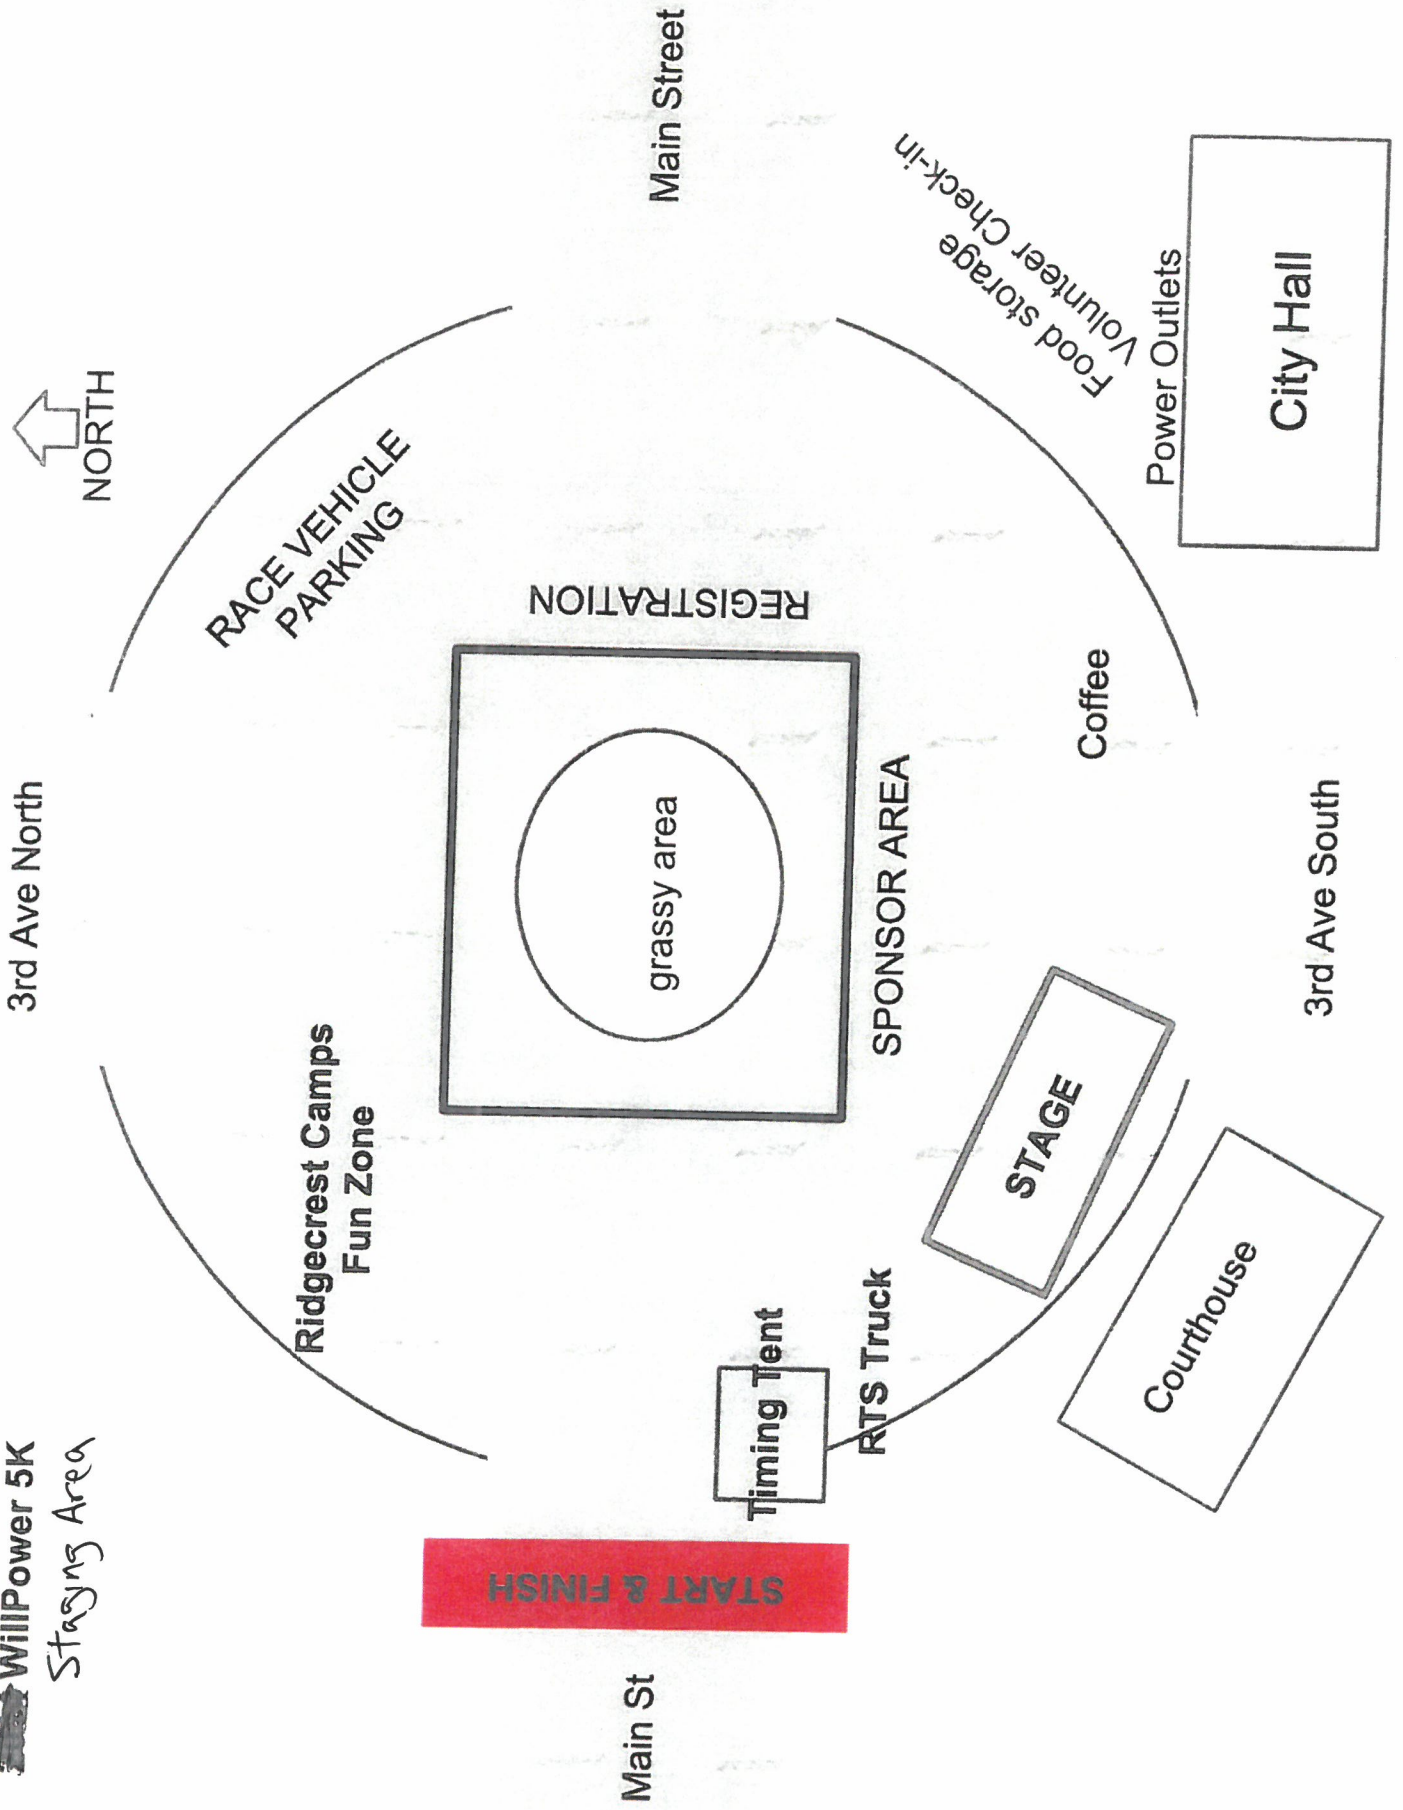 WillPower 5K
Staging Area
NORTH
3rd Ave North
RACE VEHICLE
PARKING
Ridgecrest Camps
Fun Zone
Main St
START & FINISH
grassy area
REGISTRATION
Main Street
Timing Tent
RTS Truck
SPONSOR AREA
STAGE
Coffee
Food storage
Volunteer Check-in
Power Outlets
City Hall
Courthouse
3rd Ave South